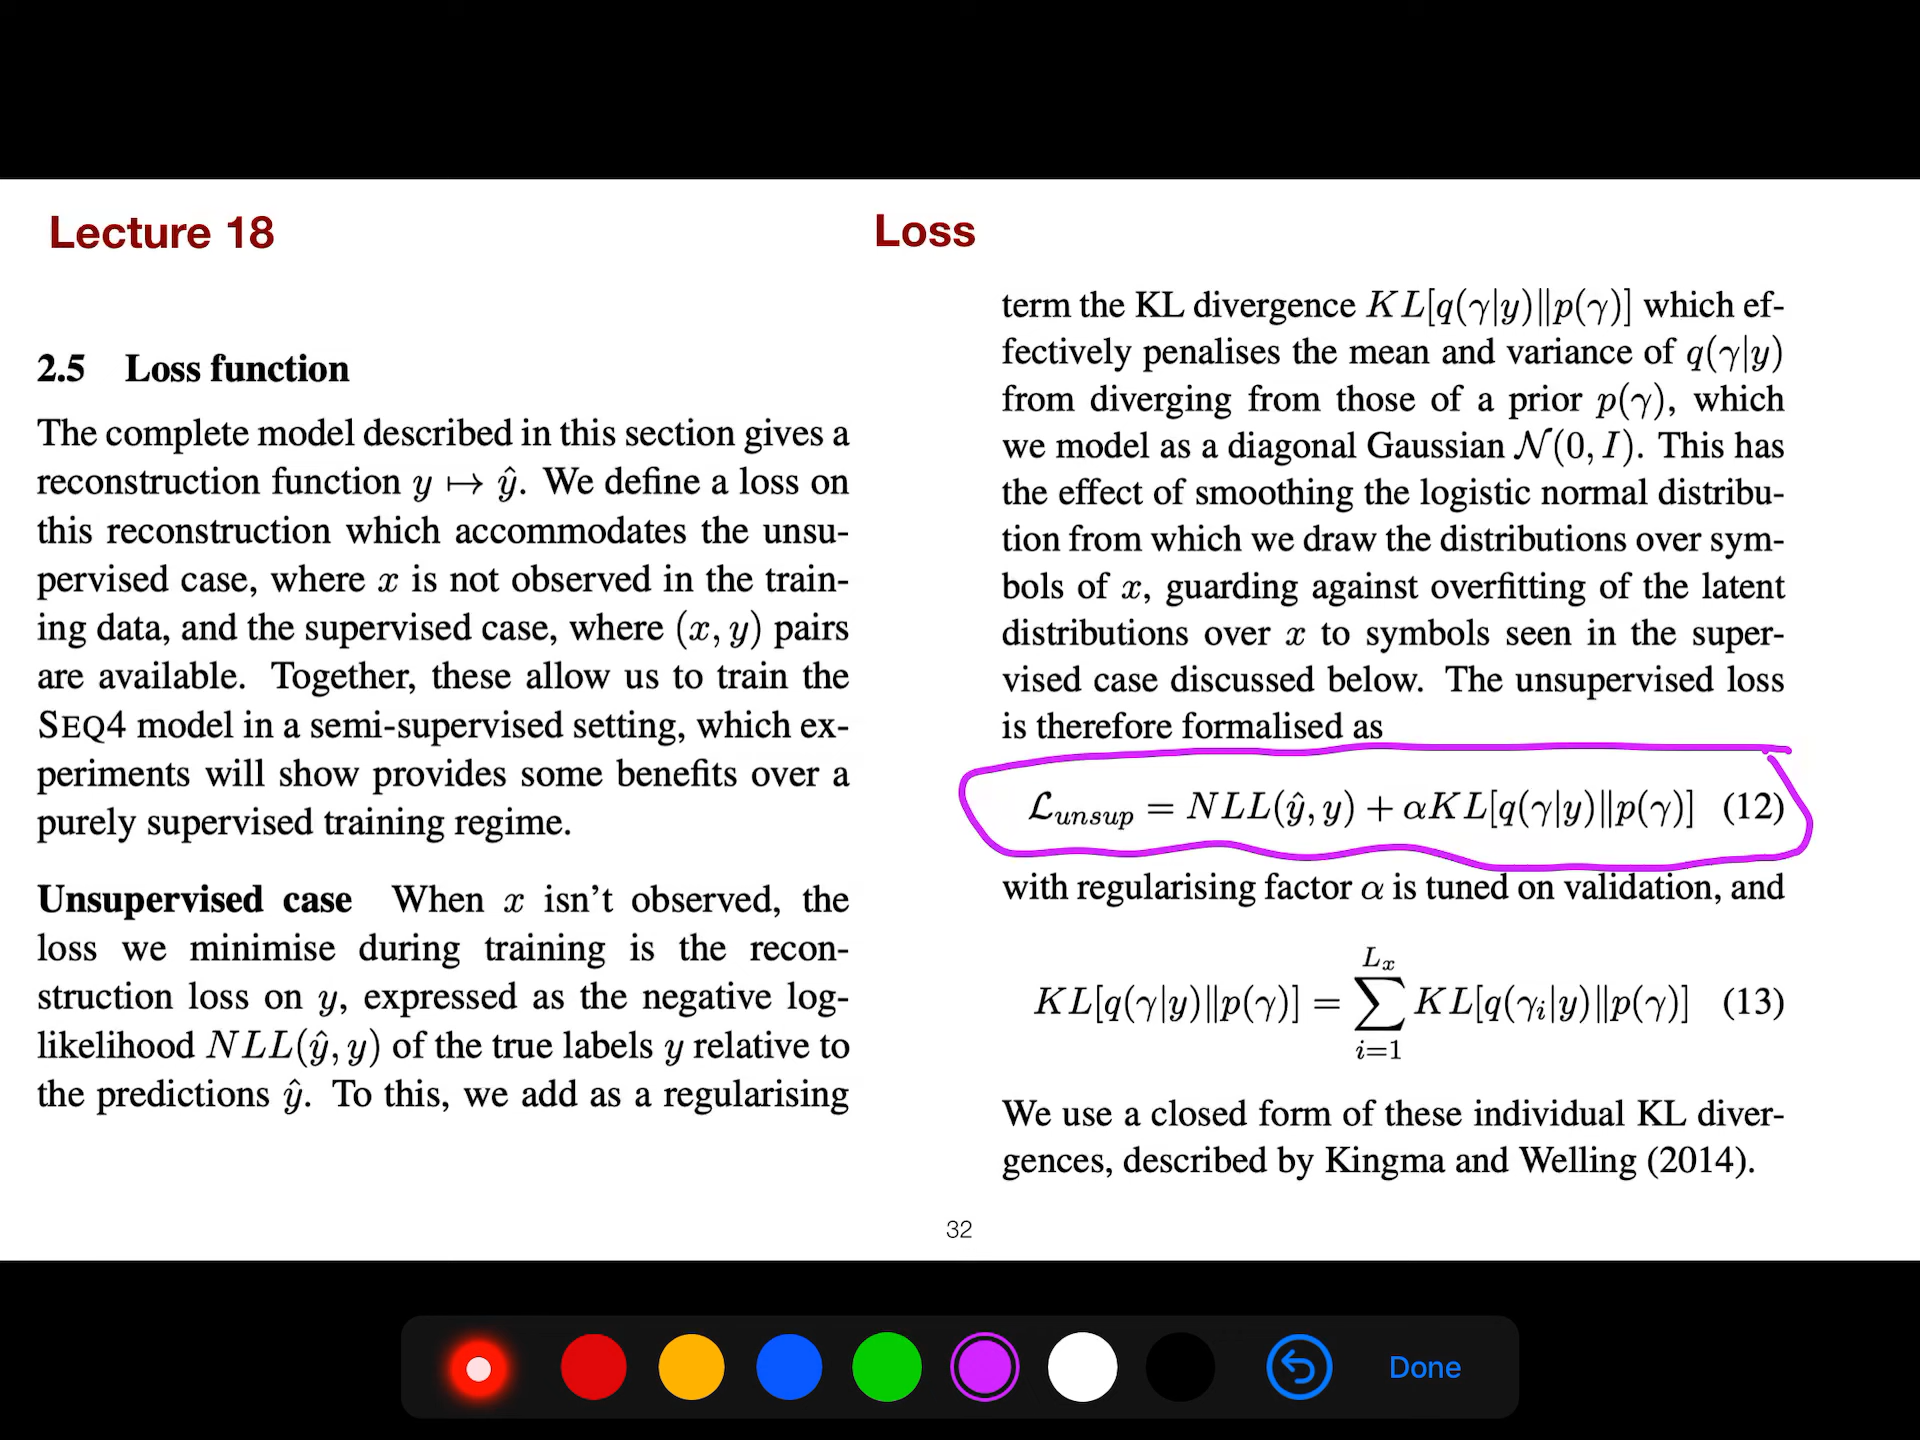 Lecture 18
Loss
2.5 Loss function
The complete model described in this section gives a
reconstruction function y ↦ ŷ. We define a loss on
this reconstruction which accommodates the unsu-
pervised case, where x is not observed in the train-
ing data, and the supervised case, where (x, y) pairs
are available. Together, these allow us to train the
SEQ4 model in a semi-supervised setting, which ex-
periments will show provides some benefits over a
purely supervised training regime.
Unsupervised case When x isn't observed, the
loss we minimise during training is the recon-
struction loss on y, expressed as the negative log-
likelihood NLL(ŷ, y) of the true labels y relative to
the predictions ŷ. To this, we add as a regularising
term the KL divergence KL[q(γ|y)‖p(γ)] which ef-
fectively penalises the mean and variance of q(γ|y)
from diverging from those of a prior p(γ), which
we model as a diagonal Gaussian 𝒩(0, I). This has
the effect of smoothing the logistic normal distribu-
tion from which we draw the distributions over sym-
bols of x, guarding against overfitting of the latent
distributions over x to symbols seen in the super-
vised case discussed below. The unsupervised loss
is therefore formalised as
ℒ_unsup = NLL(ŷ, y) + αKL[q(γ|y)‖p(γ)] (12)
with regularising factor α is tuned on validation, and
KL[q(γ|y)‖p(γ)] = ∑_{i=1}^{L_x} KL[q(γ_i|y)‖p(γ)] (13)
We use a closed form of these individual KL diver-
gences, described by Kingma and Welling (2014).
32
Done